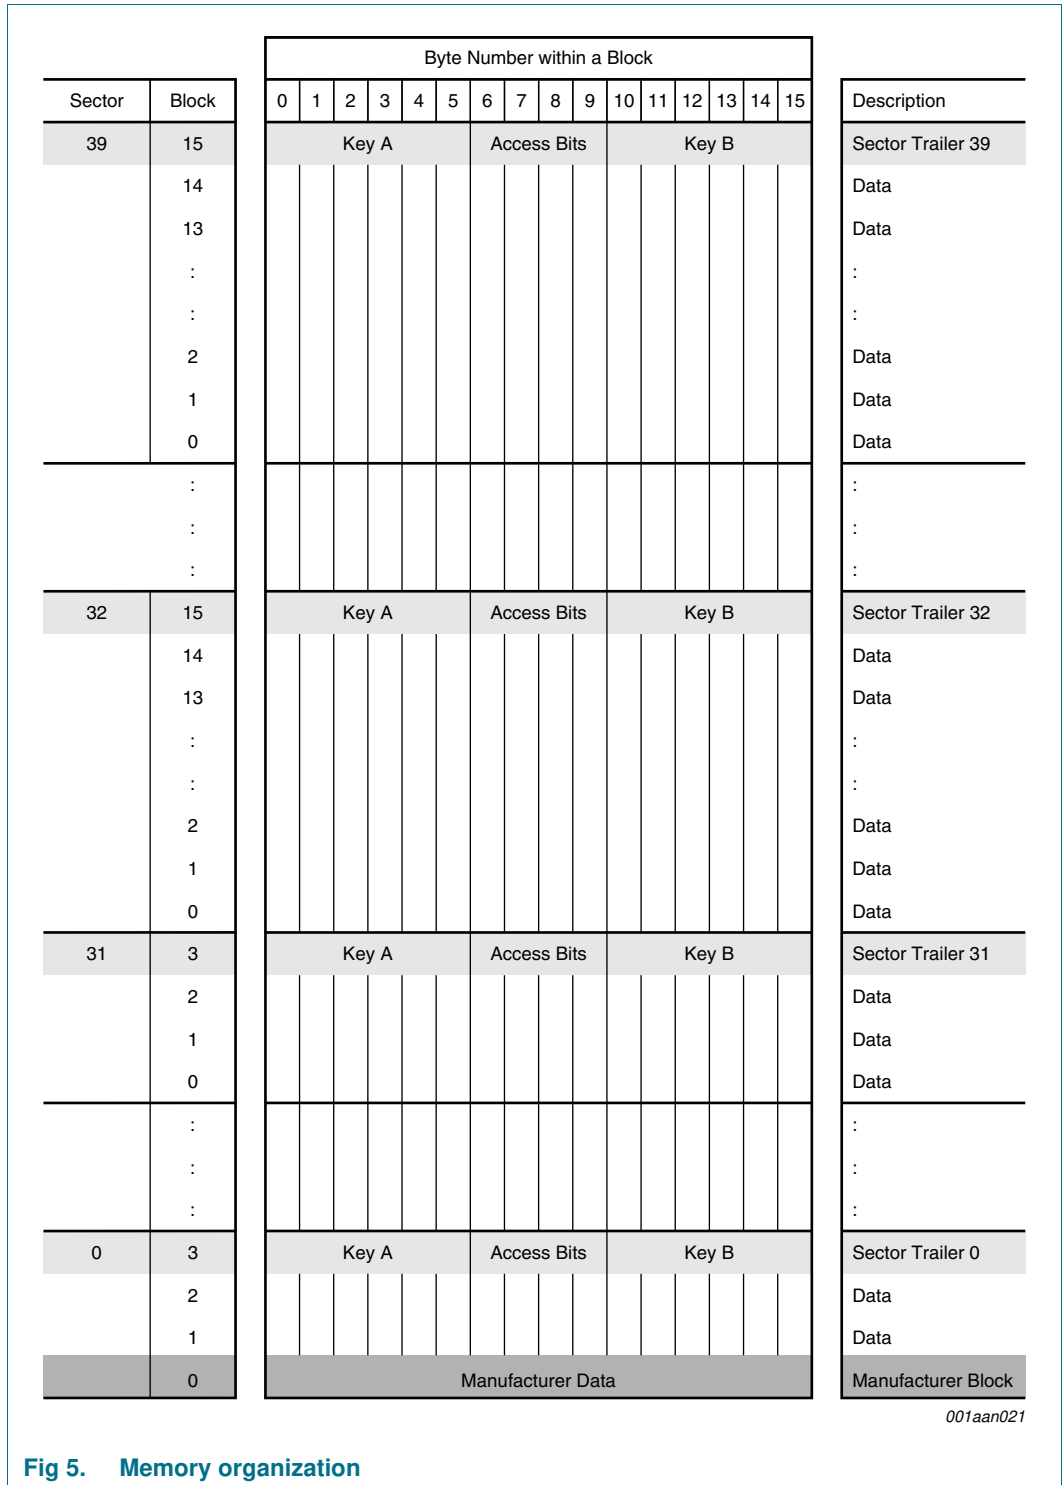 Byte Number within a Block
Sector Block 0 1 2 3 4 5 6 7 8 9 10 11 12 13 14 15 Description
39 15 Key A Access Bits Key B Sector Trailer 39
14 Data
13 Data
: :
: :
2 Data
1 Data
0 Data
: :
: :
: :
32 15 Key A Access Bits Key B Sector Trailer 32
14 Data
13 Data
: :
: :
2 Data
1 Data
0 Data
31 3 Key A Access Bits Key B Sector Trailer 31
2 Data
1 Data
0 Data
: :
: :
: :
0 3 Key A Access Bits Key B Sector Trailer 0
2 Data
1 Data
0 Manufacturer Data Manufacturer Block
001aan021
Fig 5. Memory organization